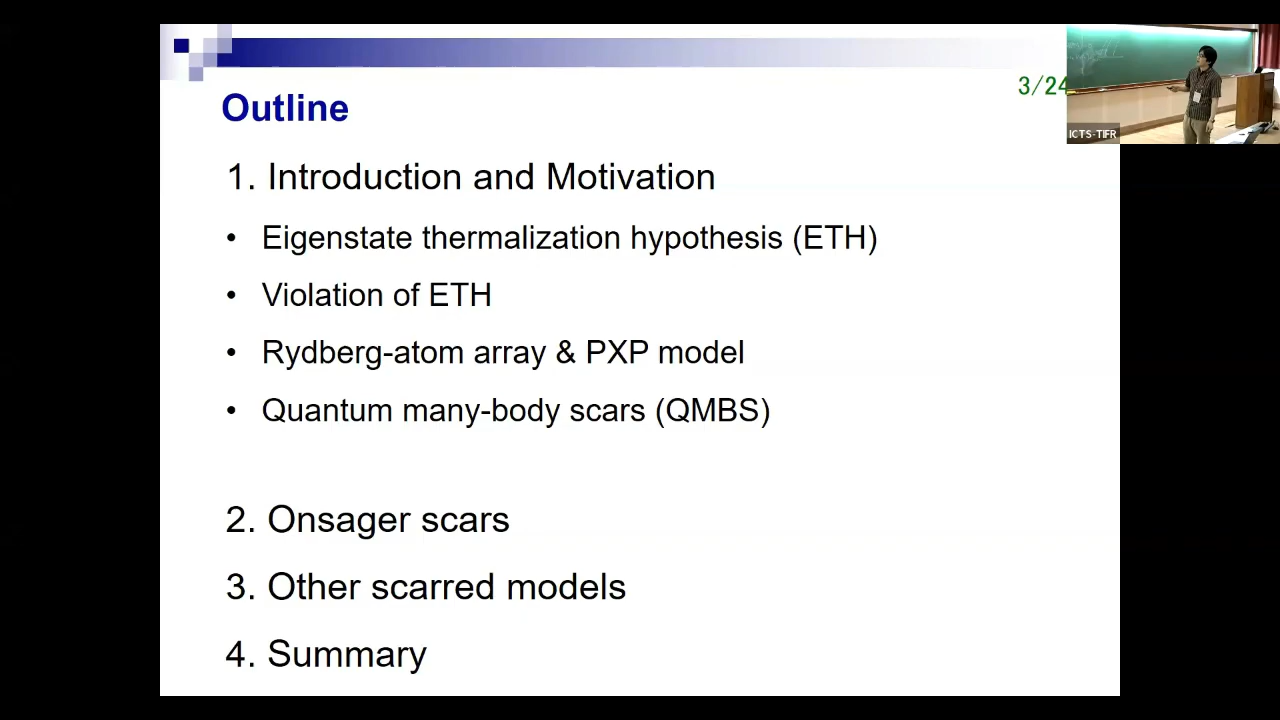 3/24
Outline
1. Introduction and Motivation
• Eigenstate thermalization hypothesis (ETH)
• Violation of ETH
• Rydberg-atom array & PXP model
• Quantum many-body scars (QMBS)
2. Onsager scars
3. Other scarred models
4. Summary
ICTS-TIFR